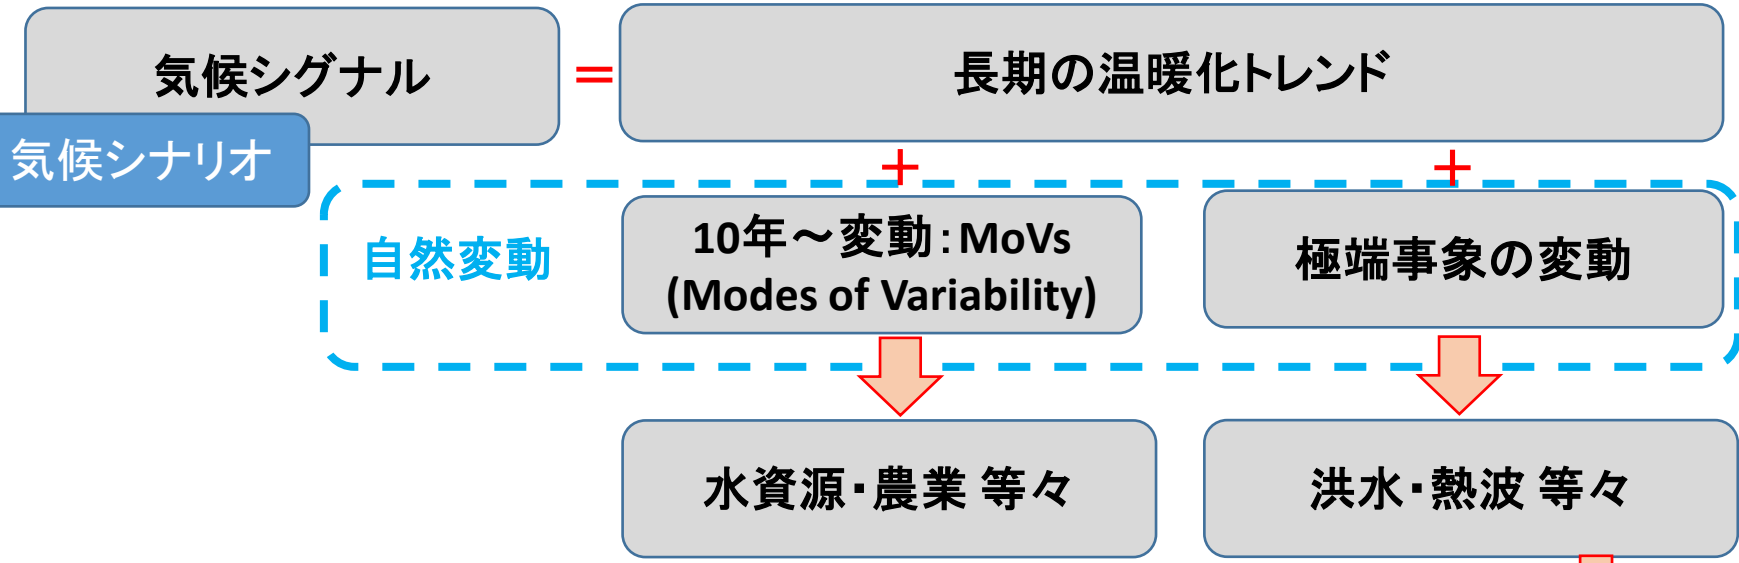 気候シグナル
=
長期の温暖化トレンド
気候シナリオ
+
+
自然変動
10年～変動：MoVs
(Modes of Variability)
極端事象の変動
水資源・農業 等々
洪水・熱波 等々